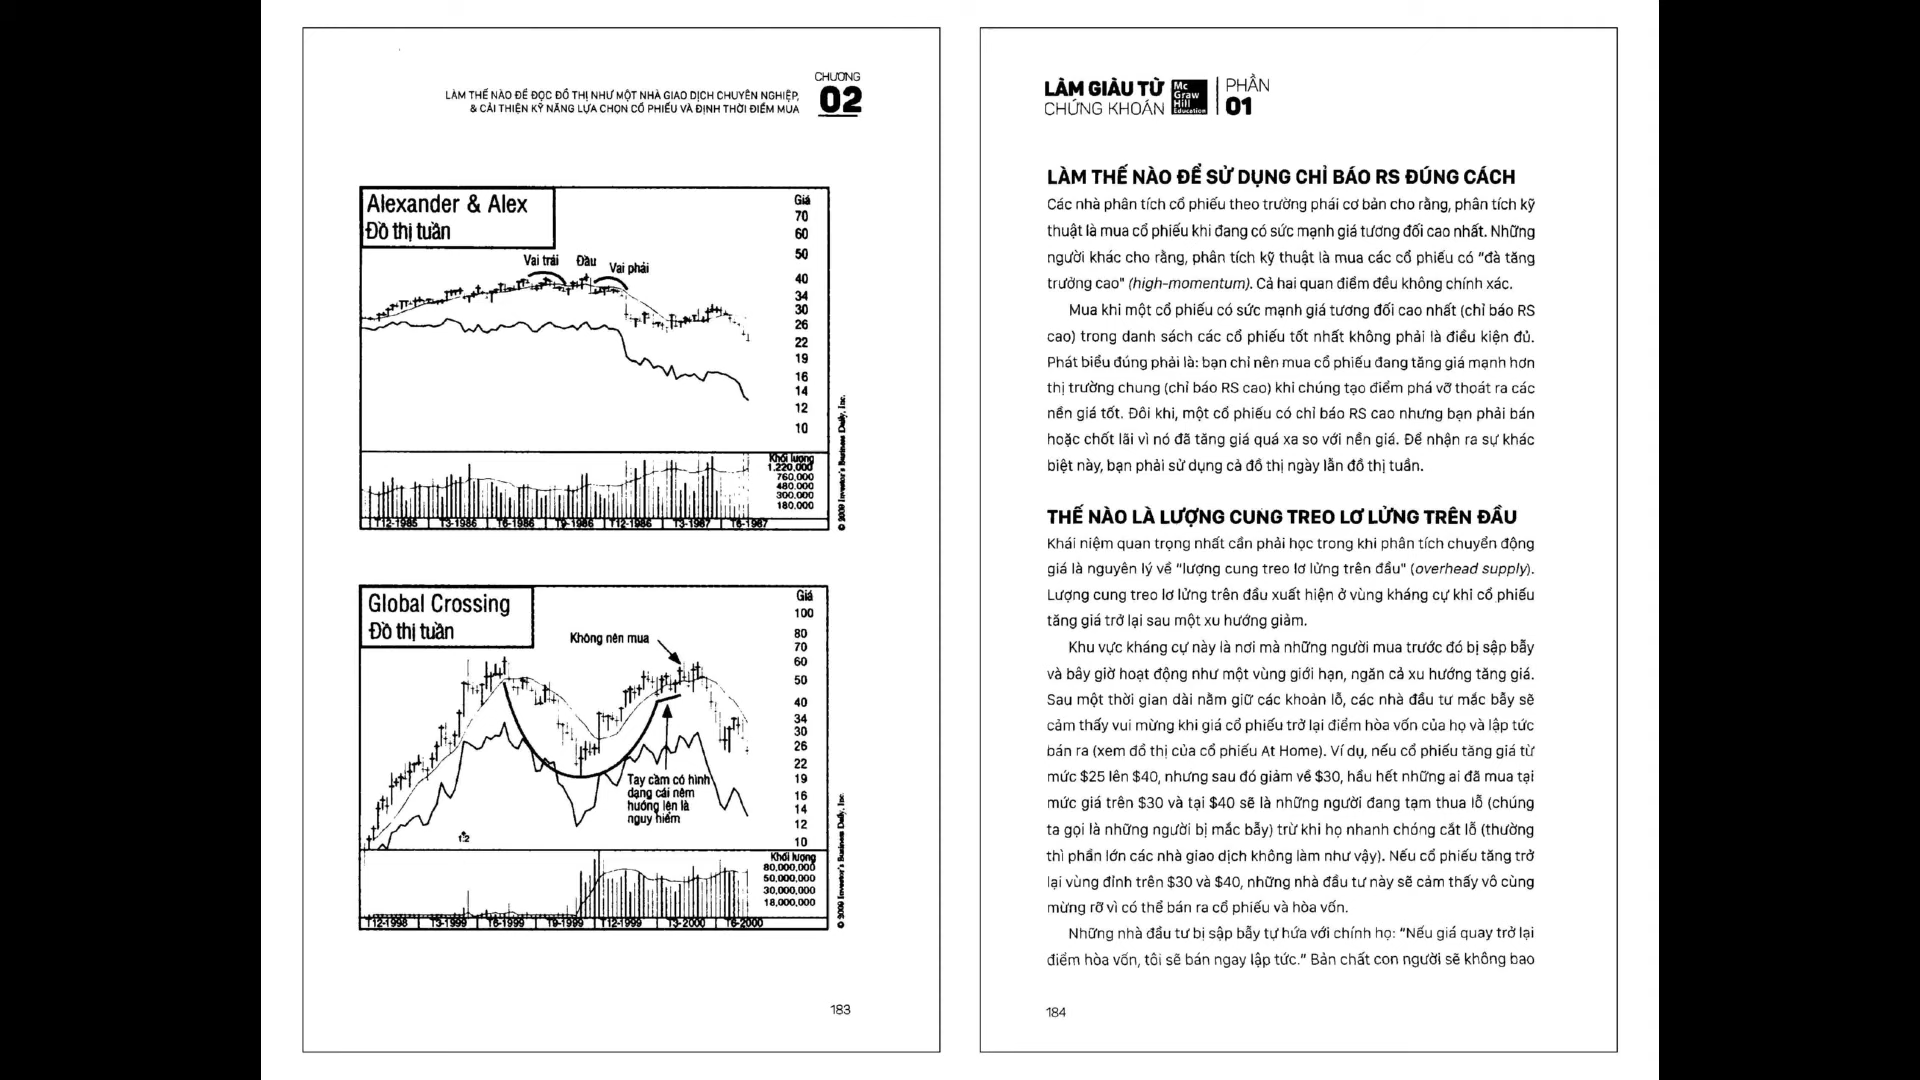 CHƯƠNG
LÀM THẾ NÀO ĐỂ ĐỌC ĐỒ THỊ NHƯ MỘT NHÀ GIAO DỊCH CHUYÊN NGHIỆP,
& CẢI THIỆN KỸ NĂNG LỰA CHỌN CỔ PHIẾU VÀ ĐỊNH THỜI ĐIỂM MUA
02
Alexander & Alex
Đồ thị tuần
Vai trái Đầu Vai phải
Giá
70
60
50
40
34
30
26
22
19
16
14
12
10
Khối lượng
1,220,000
760,000
480,000
300,000
180,000
T12-1985 T3-1986 T6-1986 T9-1986 T12-1986 T3-1987 T6-1987
© 2009 Investor's Business Daily, Inc.
Global Crossing
Đồ thị tuần
Không nên mua
Tay cầm có hình
dạng cái nêm
hướng lên là
nguy hiểm
Giá
100
80
70
60
50
40
34
30
26
22
19
16
14
12
10
Khối lượng
80,000,000
50,000,000
30,000,000
18,000,000
T12-1998 T3-1999 T6-1999 T9-1999 T12-1999 T3-2000 T6-2000
© 2009 Investor's Business Daily, Inc.
183
LÀM GIÀU TỪ
CHỨNG KHOÁN
Mc
Graw
Hill
Education
PHẦN
01
LÀM THẾ NÀO ĐỂ SỬ DỤNG CHỈ BÁO RS ĐÚNG CÁCH
Các nhà phân tích cổ phiếu theo trường phái cơ bản cho rằng, phân tích kỹ
thuật là mua cổ phiếu khi đang có sức mạnh giá tương đối cao nhất. Những
người khác cho rằng, phân tích kỹ thuật là mua các cổ phiếu có "đà tăng
trưởng cao" (high-momentum). Cả hai quan điểm đều không chính xác.
Mua khi một cổ phiếu có sức mạnh giá tương đối cao nhất (chỉ báo RS
cao) trong danh sách các cổ phiếu tốt nhất không phải là điều kiện đủ.
Phát biểu đúng phải là: bạn chỉ nên mua cổ phiếu đang tăng giá mạnh hơn
thị trường chung (chỉ báo RS cao) khi chúng tạo điểm phá vỡ thoát ra các
nền giá tốt. Đôi khi, một cổ phiếu có chỉ báo RS cao nhưng bạn phải bán
hoặc chốt lãi vì nó đã tăng giá quá xa so với nền giá. Để nhận ra sự khác
biệt này, bạn phải sử dụng cả đồ thị ngày lẫn đồ thị tuần.
THẾ NÀO LÀ LƯỢNG CUNG TREO LƠ LỬNG TRÊN ĐẦU
Khái niệm quan trọng nhất cần phải học trong khi phân tích chuyển động
giá là nguyên lý về "lượng cung treo lơ lửng trên đầu" (overhead supply).
Lượng cung treo lơ lửng trên đầu xuất hiện ở vùng kháng cự khi cổ phiếu
tăng giá trở lại sau một xu hướng giảm.
Khu vực kháng cự này là nơi mà những người mua trước đó bị sập bẫy
và bây giờ hoạt động như một vùng giới hạn, ngăn cả xu hướng tăng giá.
Sau một thời gian dài nằm giữ các khoản lỗ, các nhà đầu tư mắc bẫy sẽ
cảm thấy vui mừng khi giá cổ phiếu trở lại điểm hòa vốn của họ và lập tức
bán ra (xem đồ thị của cổ phiếu At Home). Ví dụ, nếu cổ phiếu tăng giá từ
mức $25 lên $40, nhưng sau đó giảm về $30, hầu hết những ai đã mua tại
mức giá trên $30 và tại $40 sẽ là những người đang tạm thua lỗ (chúng
ta gọi là những người bị mắc bẫy) trừ khi họ nhanh chóng cắt lỗ (thường
thì phần lớn các nhà giao dịch không làm như vậy). Nếu cổ phiếu tăng trở
lại vùng đỉnh trên $30 và $40, những nhà đầu tư này sẽ cảm thấy vô cùng
mừng rỡ vì có thể bán ra cổ phiếu và hòa vốn.
Những nhà đầu tư bị sập bẫy tự hứa với chính họ: "Nếu giá quay trở lại
điểm hòa vốn, tôi sẽ bán ngay lập tức." Bản chất con người sẽ không bao
184